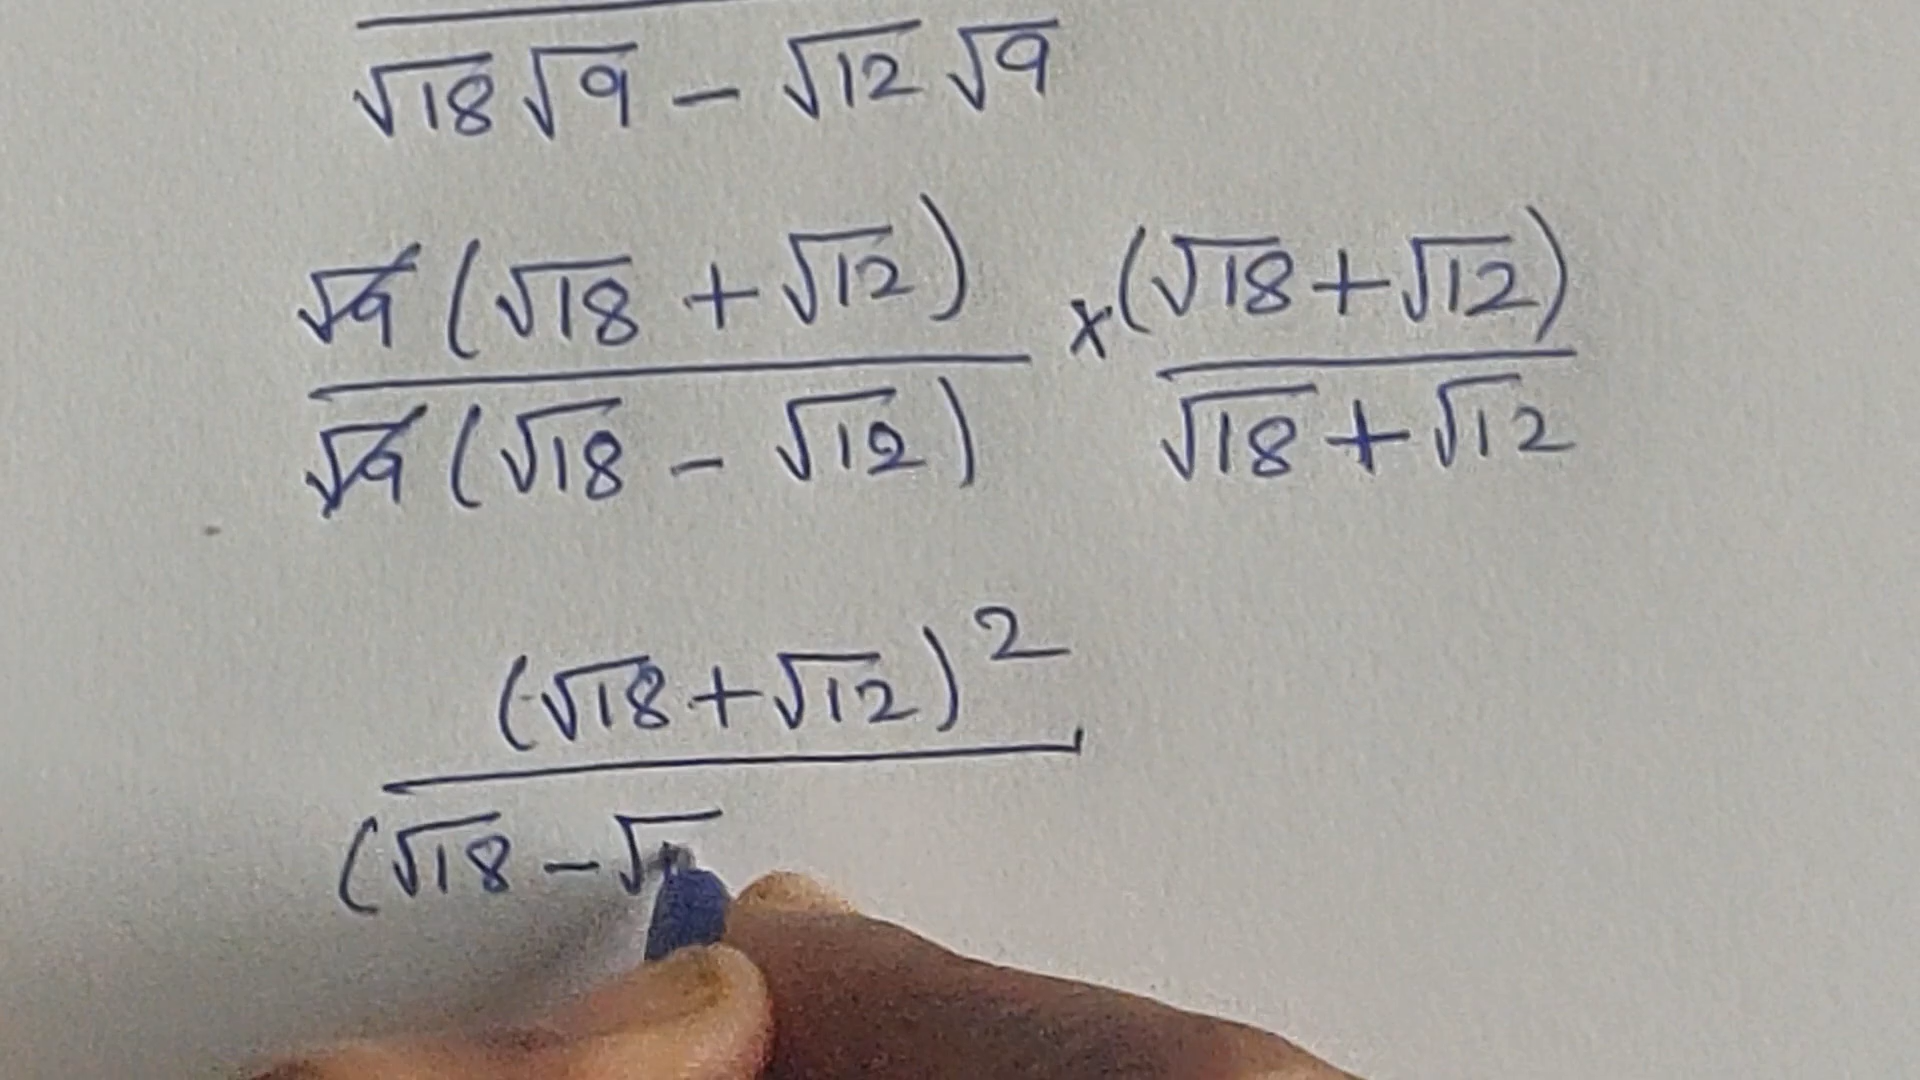 √18 √9 − √12 √9
√9 (√18 + √12) × (√18 + √12)
√9 (√18 − √12) √18 + √12
(√18 + √12)²
(√18 − √